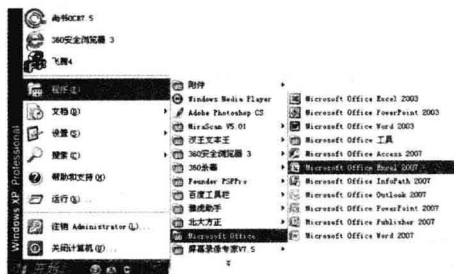 尚书OCR7.5
360安全浏览器 3
飞腾4
程序(P)
文档(D)
设置(S)
搜索(C)
帮助和支持(H)
运行(R)...
注销 Administrator(L)...
关闭计算机(U)...
Windows XP Professional
开始
附件
Windows Media Player
Adobe Photoshop CS
MiraScan V5.01
汉王文本王
360安全浏览器 3
360杀毒
Founder PSPPro
百度工具栏
雅虎助手
北大方正
Microsoft Office
屏幕录像专家V7.5
Microsoft Office Excel 2003
Microsoft Office PowerPoint 2003
Microsoft Office Word 2003
Microsoft Office 工具
Microsoft Office Access 2007
Microsoft Office Excel 2007
Microsoft Office InfoPath 2007
Microsoft Office Outlook 2007
Microsoft Office PowerPoint 2007
Microsoft Office Publisher 2007
Microsoft Office Word 2007